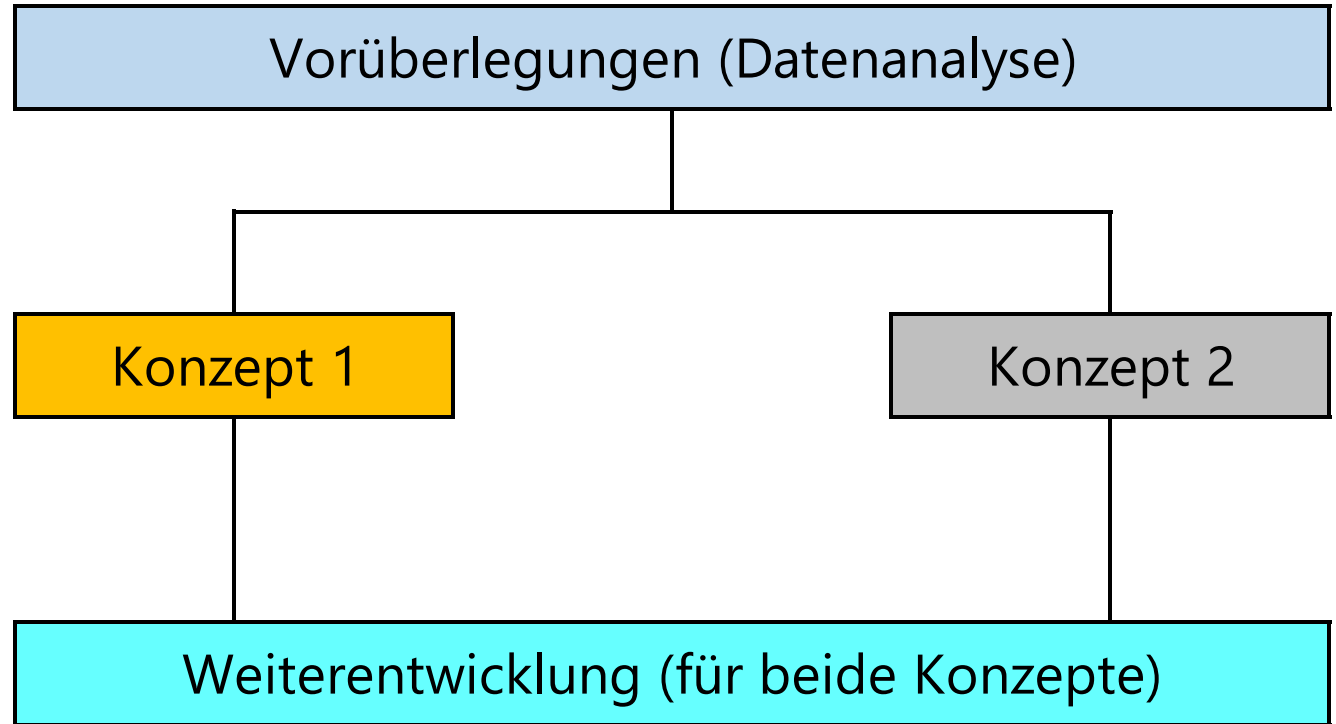 Vorüberlegungen (Datenanalyse)
Konzept 1
Konzept 2
Weiterentwicklung (für beide Konzepte)